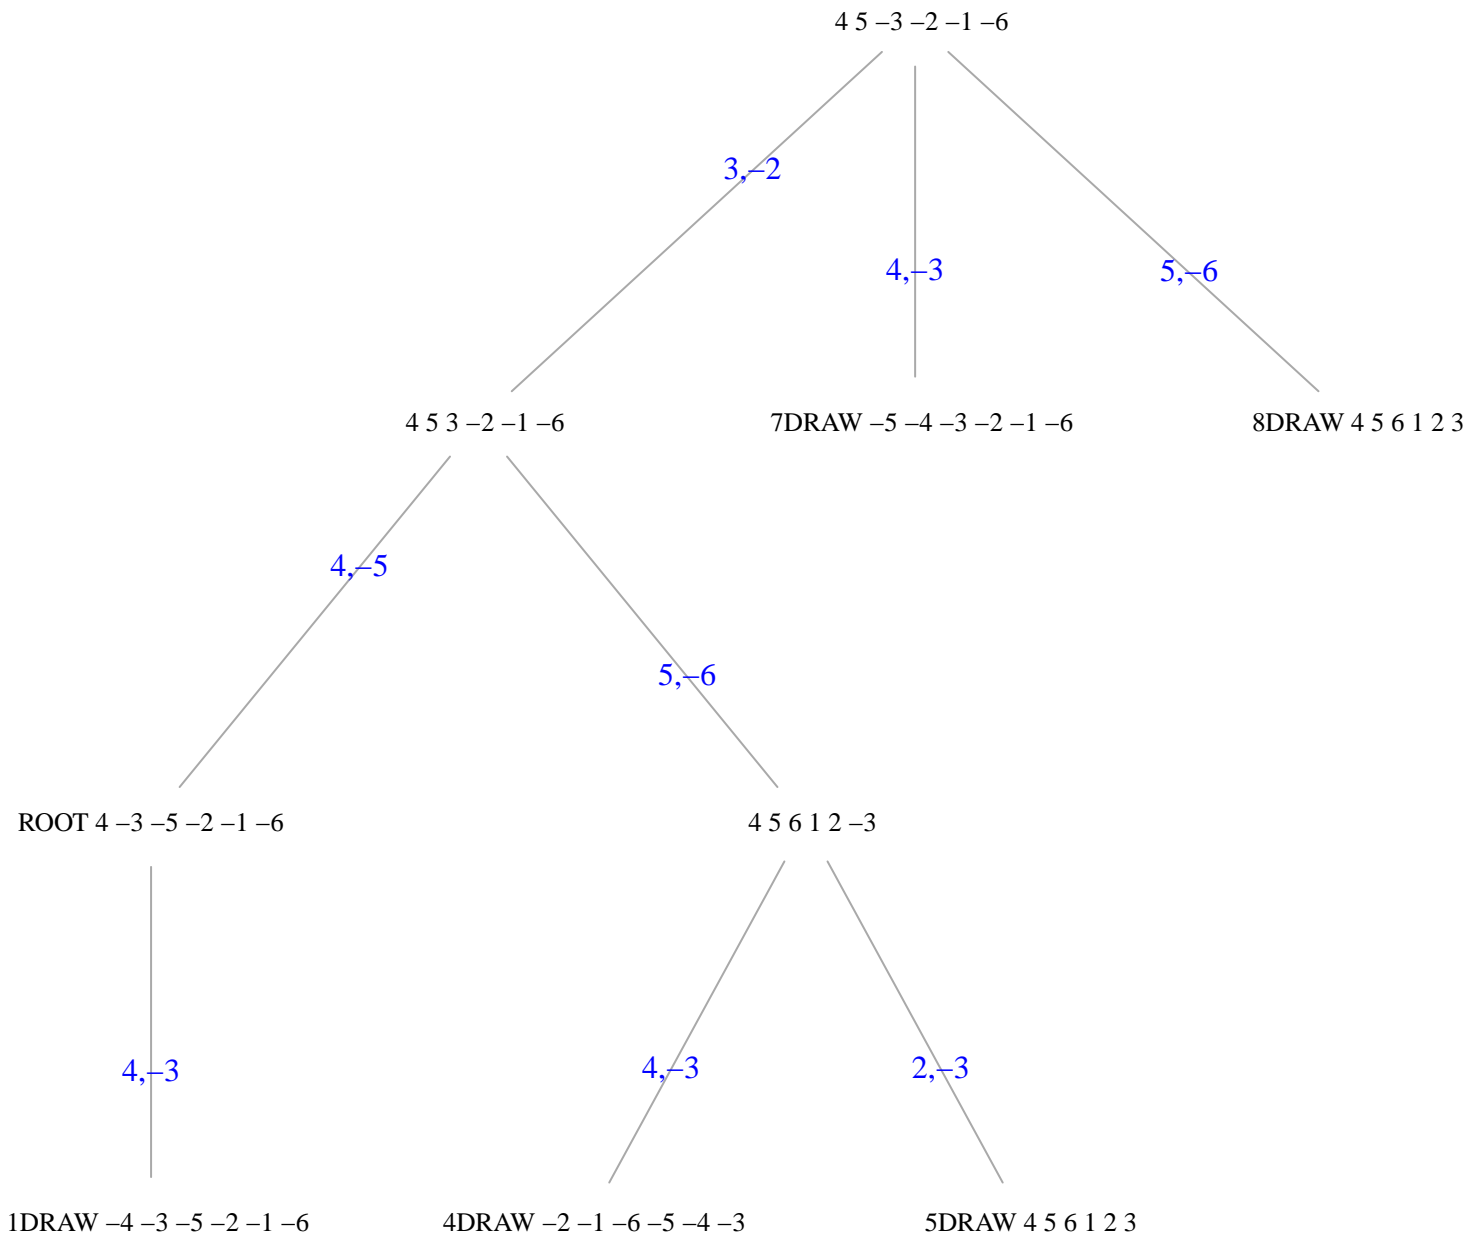 4 5 –3 –2 –1 –6
3,–2
4,–3
5,–6
4 5 3 –2 –1 –6
7DRAW –5 –4 –3 –2 –1 –6
8DRAW 4 5 6 1 2 3
4,–5
5,–6
ROOT 4 –3 –5 –2 –1 –6
4 5 6 1 2 –3
4,–3
4,–3
2,–3
1DRAW –4 –3 –5 –2 –1 –6
4DRAW –2 –1 –6 –5 –4 –3
5DRAW 4 5 6 1 2 3